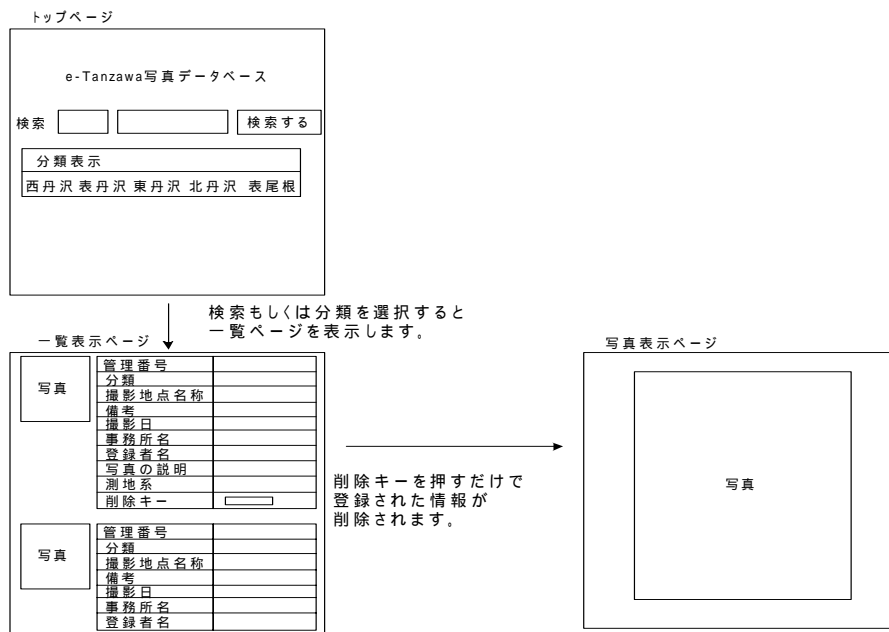 トップページ
e-Tanzawa写真データベース
検索
検索する
分類表示
西丹沢 表丹沢 東丹沢 北丹沢 表尾根
検索もしくは分類を選択すると
一覧ページを表示します。
一覧表示ページ
写真
管理番号
分類
撮影地点名称
備考
撮影日
事務所名
登録者名
写真の説明
測地系
削除キー
写真
管理番号
分類
撮影地点名称
備考
撮影日
事務所名
登録者名
削除キーを押すだけで
登録された情報が
削除されます。
写真表示ページ
写真